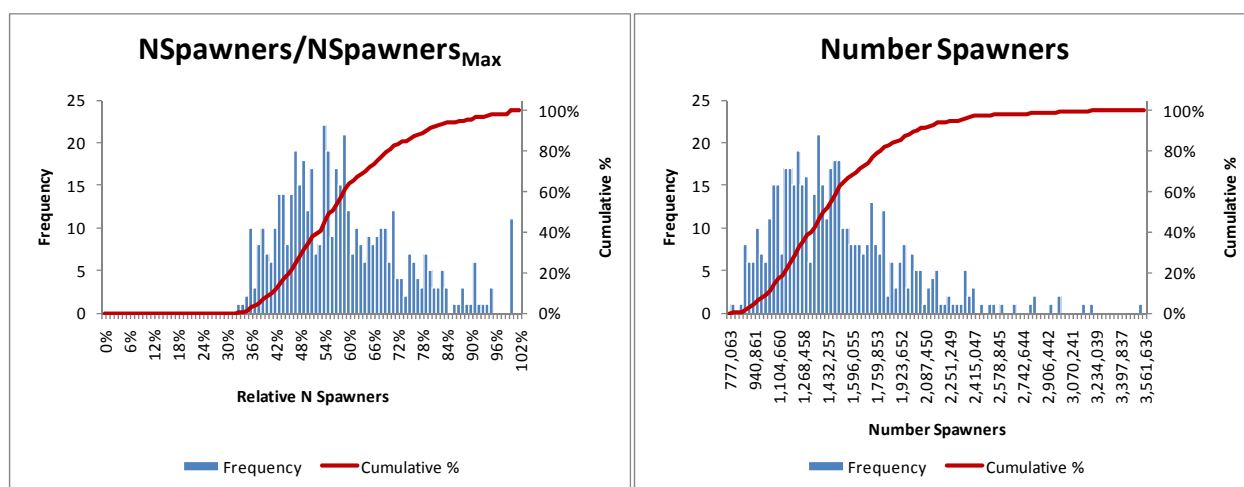 NSpawners/NSpawnersMax
25
20
15
10
5
0
Frequency
100%
80%
60%
40%
20%
0%
Cumulative %
0% 6% 12% 18% 24% 30% 36% 42% 48% 54% 60% 66% 72% 78% 84% 90% 96% 102%
Relative N Spawners
Frequency Cumulative %
Number Spawners
25
20
15
10
5
0
Frequency
100%
80%
60%
40%
20%
0%
Cumulative %
777,063 940,861 1,104,660 1,268,458 1,432,257 1,596,055 1,759,853 1,923,652 2,087,450 2,251,249 2,415,047 2,578,845 2,742,644 2,906,442 3,070,241 3,234,039 3,397,837 3,561,636
Number Spawners
Frequency Cumulative %